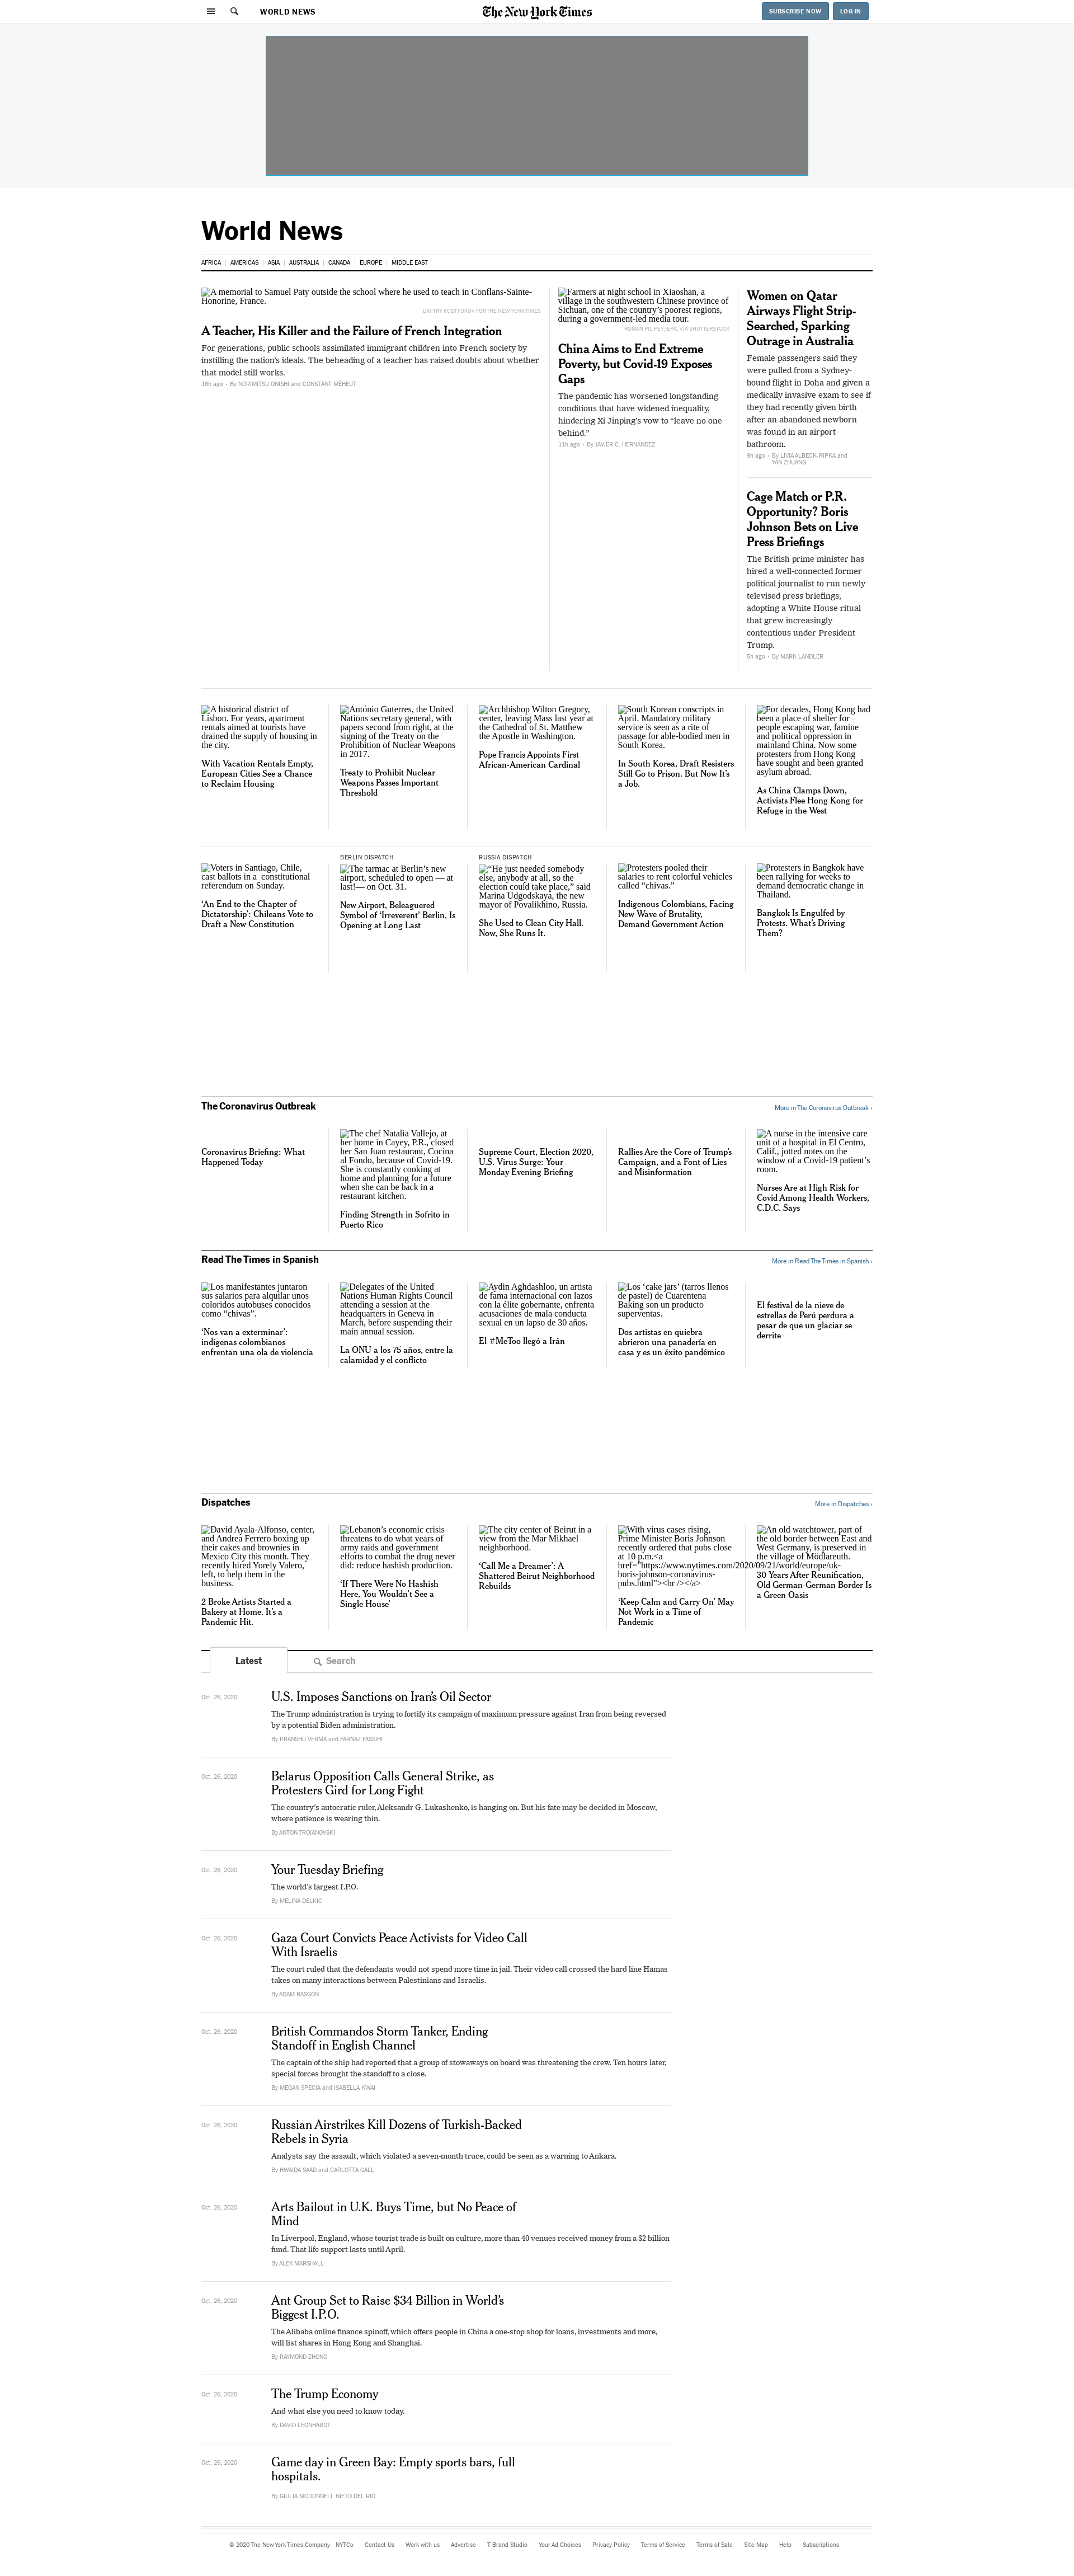 WORLD NEWS
The New York Times
SUBSCRIBE NOW
LOG IN
World News
AFRICA
AMERICAS
ASIA
AUSTRALIA
CANADA
EUROPE
MIDDLE EAST
A memorial to Samuel Paty outside the school where he used to teach in Conflans-Sainte-
Honorine, France.
DMITRY KOSTYUKOV FOR THE NEW YORK TIMES
A Teacher, His Killer and the Failure of French Integration
For generations, public schools assimilated immigrant children into French society by
instilling the nation's ideals. The beheading of a teacher has raised doubts about whether
that model still works.
16h ago · By NORIMITSU ONISHI and CONSTANT MÉHEUT
Farmers at night school in Xiaoshan, a
village in the southwestern Chinese province of
Sichuan, one of the country's poorest regions,
during a government-led media tour.
ROMAN PILIPEY/EPA, VIA SHUTTERSTOCK
China Aims to End Extreme
Poverty, but Covid-19 Exposes
Gaps
The pandemic has worsened longstanding
conditions that have widened inequality,
hindering Xi Jinping's vow to “leave no one
behind.”
11h ago · By JAVIER C. HERNÁNDEZ
Women on Qatar
Airways Flight Strip-
Searched, Sparking
Outrage in Australia
Female passengers said they
were pulled from a Sydney-
bound flight in Doha and given a
medically invasive exam to see if
they had recently given birth
after an abandoned newborn
was found in an airport
bathroom.
9h ago · By LIVIA ALBECK-RIPKA and
YAN ZHUANG
Cage Match or P.R.
Opportunity? Boris
Johnson Bets on Live
Press Briefings
The British prime minister has
hired a well-connected former
political journalist to run newly
televised press briefings,
adopting a White House ritual
that grew increasingly
contentious under President
Trump.
5h ago · By MARK LANDLER
A historical district of
Lisbon. For years, apartment
rentals aimed at tourists have
drained the supply of housing in
the city.
With Vacation Rentals Empty,
European Cities See a Chance
to Reclaim Housing
António Guterres, the United
Nations secretary general, with
papers second from right, at the
signing of the Treaty on the
Prohibition of Nuclear Weapons
in 2017.
Treaty to Prohibit Nuclear
Weapons Passes Important
Threshold
Archbishop Wilton Gregory,
center, leaving Mass last year at
the Cathedral of St. Matthew
the Apostle in Washington.
Pope Francis Appoints First
African-American Cardinal
South Korean conscripts in
April. Mandatory military
service is seen as a rite of
passage for able-bodied men in
South Korea.
In South Korea, Draft Resisters
Still Go to Prison. But Now It's
a Job.
For decades, Hong Kong had
been a place of shelter for
people escaping war, famine
and political oppression in
mainland China. Now some
protesters from Hong Kong
have sought and been granted
asylum abroad.
As China Clamps Down,
Activists Flee Hong Kong for
Refuge in the West
Voters in Santiago, Chile,
cast ballots in a constitutional
referendum on Sunday.
‘An End to the Chapter of
Dictatorship’: Chileans Vote to
Draft a New Constitution
BERLIN DISPATCH
The tarmac at Berlin's new
airport, scheduled to open — at
last!— on Oct. 31.
New Airport, Beleaguered
Symbol of ‘Irreverent’ Berlin, Is
Opening at Long Last
RUSSIA DISPATCH
“He just needed somebody
else, anybody at all, so the
election could take place,” said
Marina Udgodskaya, the new
mayor of Povalikhino, Russia.
She Used to Clean City Hall.
Now, She Runs It.
Protesters pooled their
salaries to rent colorful vehicles
called “chivas.”
Indigenous Colombians, Facing
New Wave of Brutality,
Demand Government Action
Protesters in Bangkok have
been rallying for weeks to
demand democratic change in
Thailand.
Bangkok Is Engulfed by
Protests. What's Driving
Them?
The Coronavirus Outbreak
More in The Coronavirus Outbreak ›
Coronavirus Briefing: What
Happened Today
The chef Natalia Vallejo, at
her home in Cayey, P.R., closed
her San Juan restaurant, Cocina
al Fondo, because of Covid-19.
She is constantly cooking at
home and planning for a future
when she can be back in a
restaurant kitchen.
Finding Strength in Sofrito in
Puerto Rico
Supreme Court, Election 2020,
U.S. Virus Surge: Your
Monday Evening Briefing
Rallies Are the Core of Trump's
Campaign, and a Font of Lies
and Misinformation
A nurse in the intensive care
unit of a hospital in El Centro,
Calif., jotted notes on the
window of a Covid-19 patient's
room.
Nurses Are at High Risk for
Covid Among Health Workers,
C.D.C. Says
Read The Times in Spanish
More in Read The Times in Spanish ›
Los manifestantes juntaron
sus salarios para alquilar unos
coloridos autobuses conocidos
como “chivas”.
‘Nos van a exterminar’:
indígenas colombianos
enfrentan una ola de violencia
Delegates of the United
Nations Human Rights Council
attending a session at the
headquarters in Geneva in
March, before suspending their
main annual session.
La ONU a los 75 años, entre la
calamidad y el conflicto
Aydin Aghdashloo, un artista
de fama internacional con lazos
con la élite gobernante, enfrenta
acusaciones de mala conducta
sexual en un lapso de 30 años.
El #MeToo llegó a Irán
Los ‘cake jars’ (tarros llenos
de pastel) de Cuarentena
Baking son un producto
superventas.
Dos artistas en quiebra
abrieron una panadería en
casa y es un éxito pandémico
El festival de la nieve de
estrellas de Perú perdura a
pesar de que un glaciar se
derrite
Dispatches
More in Dispatches ›
David Ayala-Alfonso, center,
and Andrea Ferrero boxing up
their cakes and brownies in
Mexico City this month. They
recently hired Yorely Valero,
left, to help them in the
business.
2 Broke Artists Started a
Bakery at Home. It's a
Pandemic Hit.
Lebanon's economic crisis
threatens to do what years of
army raids and government
efforts to combat the drug never
did: reduce hashish production.
‘If There Were No Hashish
Here, You Wouldn't See a
Single House’
The city center of Beirut in a
view from the Mar Mikhael
neighborhood.
‘Call Me a Dreamer’: A
Shattered Beirut Neighborhood
Rebuilds
With virus cases rising,
Prime Minister Boris Johnson
recently ordered that pubs close
at 10 p.m.<a
href="https://www.nytimes.com/2020/09/21/world/europe/uk-
boris-johnson-coronavirus-
pubs.html"><br /></a>
‘Keep Calm and Carry On’ May
Not Work in a Time of
Pandemic
An old watchtower, part of
the old border between East and
West Germany, is preserved in
the village of Mödlareuth.
30 Years After Reunification,
Old German-German Border Is
a Green Oasis
Latest
Search
Oct. 26, 2020
U.S. Imposes Sanctions on Iran's Oil Sector
The Trump administration is trying to fortify its campaign of maximum pressure against Iran from being reversed
by a potential Biden administration.
By PRANSHU VERMA and FARNAZ FASSIHI
Oct. 26, 2020
Belarus Opposition Calls General Strike, as
Protesters Gird for Long Fight
The country's autocratic ruler, Aleksandr G. Lukashenko, is hanging on. But his fate may be decided in Moscow,
where patience is wearing thin.
By ANTON TROIANOVSKI
Oct. 26, 2020
Your Tuesday Briefing
The world's largest I.P.O.
By MELINA DELKIC
Oct. 26, 2020
Gaza Court Convicts Peace Activists for Video Call
With Israelis
The court ruled that the defendants would not spend more time in jail. Their video call crossed the hard line Hamas
takes on many interactions between Palestinians and Israelis.
By ADAM RASGON
Oct. 26, 2020
British Commandos Storm Tanker, Ending
Standoff in English Channel
The captain of the ship had reported that a group of stowaways on board was threatening the crew. Ten hours later,
special forces brought the standoff to a close.
By MEGAN SPECIA and ISABELLA KWAI
Oct. 26, 2020
Russian Airstrikes Kill Dozens of Turkish-Backed
Rebels in Syria
Analysts say the assault, which violated a seven-month truce, could be seen as a warning to Ankara.
By HWAIDA SAAD and CARLOTTA GALL
Oct. 26, 2020
Arts Bailout in U.K. Buys Time, but No Peace of
Mind
In Liverpool, England, whose tourist trade is built on culture, more than 40 venues received money from a $2 billion
fund. That life support lasts until April.
By ALEX MARSHALL
Oct. 26, 2020
Ant Group Set to Raise $34 Billion in World's
Biggest I.P.O.
The Alibaba online finance spinoff, which offers people in China a one-stop shop for loans, investments and more,
will list shares in Hong Kong and Shanghai.
By RAYMOND ZHONG
Oct. 26, 2020
The Trump Economy
And what else you need to know today.
By DAVID LEONHARDT
Oct. 26, 2020
Game day in Green Bay: Empty sports bars, full
hospitals.
By GIULIA MCDONNELL NIETO DEL RIO
© 2020 The New York Times Company
NYTCo
Contact Us
Work with us
Advertise
T Brand Studio
Your Ad Choices
Privacy Policy
Terms of Service
Terms of Sale
Site Map
Help
Subscriptions